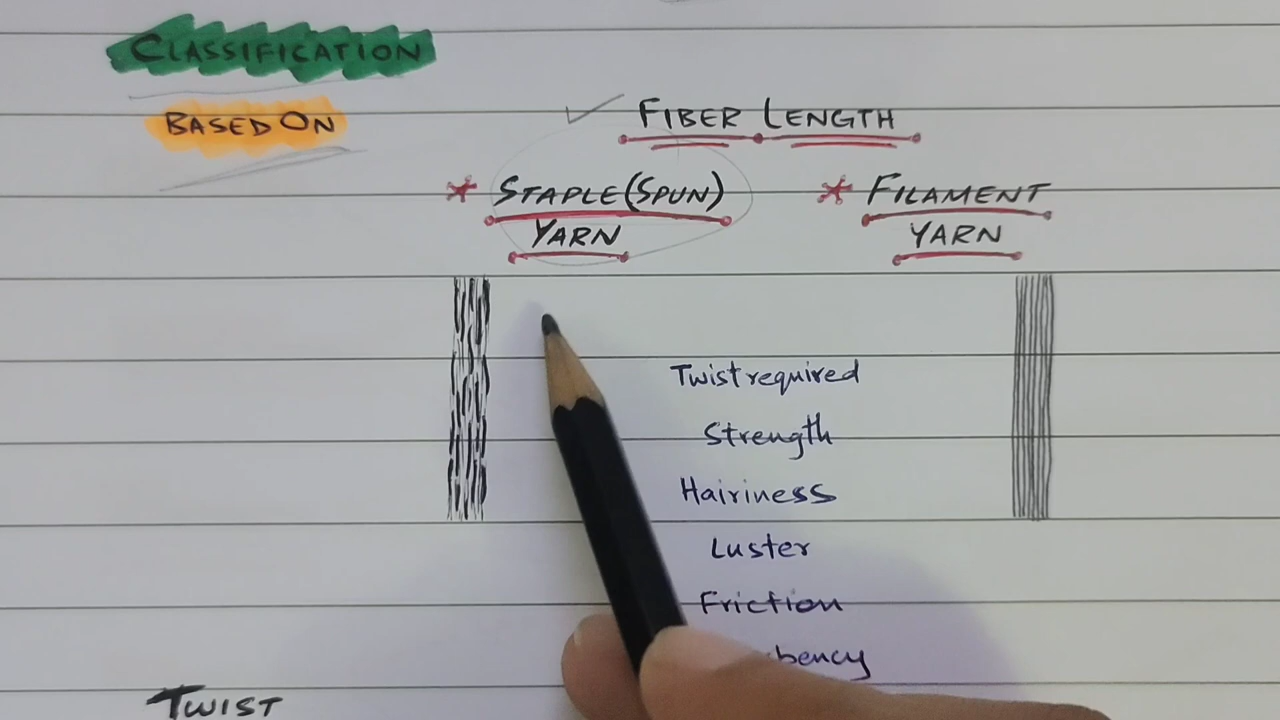 CLASSIFICATION
BASED ON
FIBER LENGTH
* STAPLE (SPUN) YARN
* FILAMENT YARN
Twist required
Strength
Hairiness
Luster
Friction
TWIST